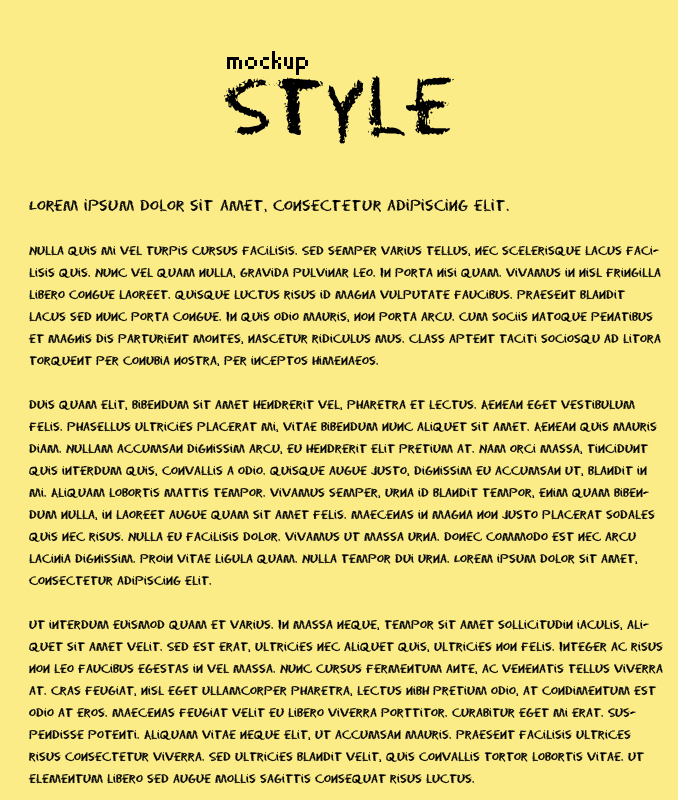 mockup
STYLE
LOREM IPSUM DOLOR SIT AMET, CONSECTETUR ADIPISCING ELIT.
NULLA QUIS MI VEL TURPIS CURSUS FACILISIS. SED SEMPER VARIUS TELLUS, NEC SCELERISQUE LACUS FACI-
LISIS QUIS. NUNC VEL QUAM NULLA, GRAVIDA PULVINAR LEO. IN PORTA NISI QUAM. VIVAMUS IN NISL FRINGILLA
LIBERO CONGUE LAOREET. QUISQUE LUCTUS RISUS ID MAGNA VULPUTATE FAUCIBUS. PRAESENT BLANDIT
LACUS SED NUNC PORTA CONGUE. IN QUIS ODIO MAURIS, NON PORTA ARCU. CUM SOCIIS NATOQUE PENATIBUS
ET MAGNIS DIS PARTURIENT MONTES, NASCETUR RIDICULUS MUS. CLASS APTENT TACITI SOCIOSQU AD LITORA
TORQUENT PER CONUBIA NOSTRA, PER INCEPTOS HIMENAEOS.
DUIS QUAM ELIT, BIBENDUM SIT AMET HENDRERIT VEL, PHARETRA ET LECTUS. AENEAN EGET VESTIBULUM
FELIS. PHASELLUS ULTRICIES PLACERAT MI, VITAE BIBENDUM NUNC ALIQUET SIT AMET. AENEAN QUIS MAURIS
DIAM. NULLAM ACCUMSAN DIGNISSIM ARCU, EU HENDRERIT ELIT PRETIUM AT. NAM ORCI MASSA, TINCIDUNT
QUIS INTERDUM QUIS, CONVALLIS A ODIO. QUISQUE AUGUE JUSTO, DIGNISSIM EU ACCUMSAN UT, BLANDIT IN
MI. ALIQUAM LOBORTIS MATTIS TEMPOR. VIVAMUS SEMPER, URNA ID BLANDIT TEMPOR, ENIM QUAM BIBEN-
DUM NULLA, IN LAOREET AUGUE QUAM SIT AMET FELIS. MAECENAS IN MAGNA NON JUSTO PLACERAT SODALES
QUIS NEC RISUS. NULLA EU FACILISIS DOLOR. VIVAMUS UT MASSA URNA. DONEC COMMODO EST NEC ARCU
LACINIA DIGNISSIM. PROIN VITAE LIGULA QUAM. NULLA TEMPOR DUI URNA. LOREM IPSUM DOLOR SIT AMET,
CONSECTETUR ADIPISCING ELIT.
UT INTERDUM EUISMOD QUAM ET VARIUS. IN MASSA NEQUE, TEMPOR SIT AMET SOLLICITUDIN IACULIS, ALI-
QUET SIT AMET VELIT. SED EST ERAT, ULTRICIES NEC ALIQUET QUIS, ULTRICIES NON FELIS. INTEGER AC RISUS
NON LEO FAUCIBUS EGESTAS IN VEL MASSA. NUNC CURSUS FERMENTUM ANTE, AC VENENATIS TELLUS VIVERRA
AT. CRAS FEUGIAT, NISL EGET ULLAMCORPER PHARETRA, LECTUS NIBH PRETIUM ODIO, AT CONDIMENTUM EST
ODIO AT EROS. MAECENAS FEUGIAT VELIT EU LIBERO VIVERRA PORTTITOR. CURABITUR EGET MI ERAT. SUS-
PENDISSE POTENTI. ALIQUAM VITAE NEQUE ELIT, UT ACCUMSAN MAURIS. PRAESENT FACILISIS ULTRICES
RISUS CONSECTETUR VIVERRA. SED ULTRICIES BLANDIT VELIT, QUIS CONVALLIS TORTOR LOBORTIS VITAE. UT
ELEMENTUM LIBERO SED AUGUE MOLLIS SAGITTIS CONSEQUAT RISUS LUCTUS.